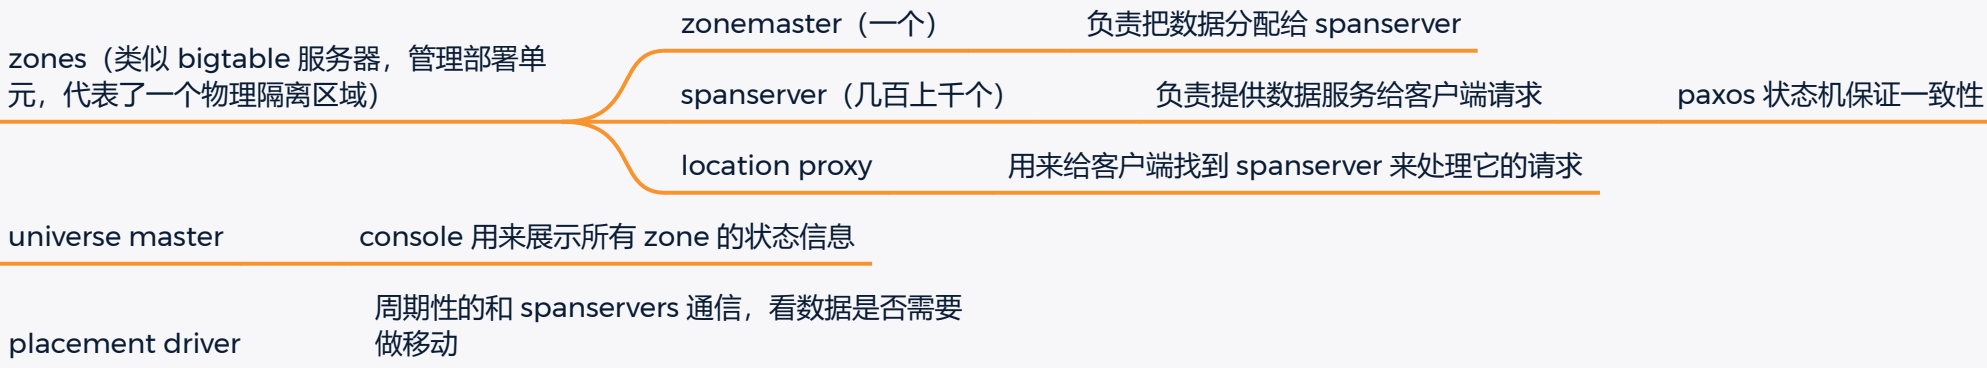 zonemaster（一个） 负责把数据分配给 spanserver
zones（类似 bigtable 服务器，管理部署单
元，代表了一个物理隔离区域）
spanserver（几百上千个） 负责提供数据服务给客户端请求 paxos 状态机保证一致性
location proxy 用来给客户端找到 spanserver 来处理它的请求
universe master console 用来展示所有 zone 的状态信息
周期性的和 spanservers 通信，看数据是否需要
placement driver 做移动